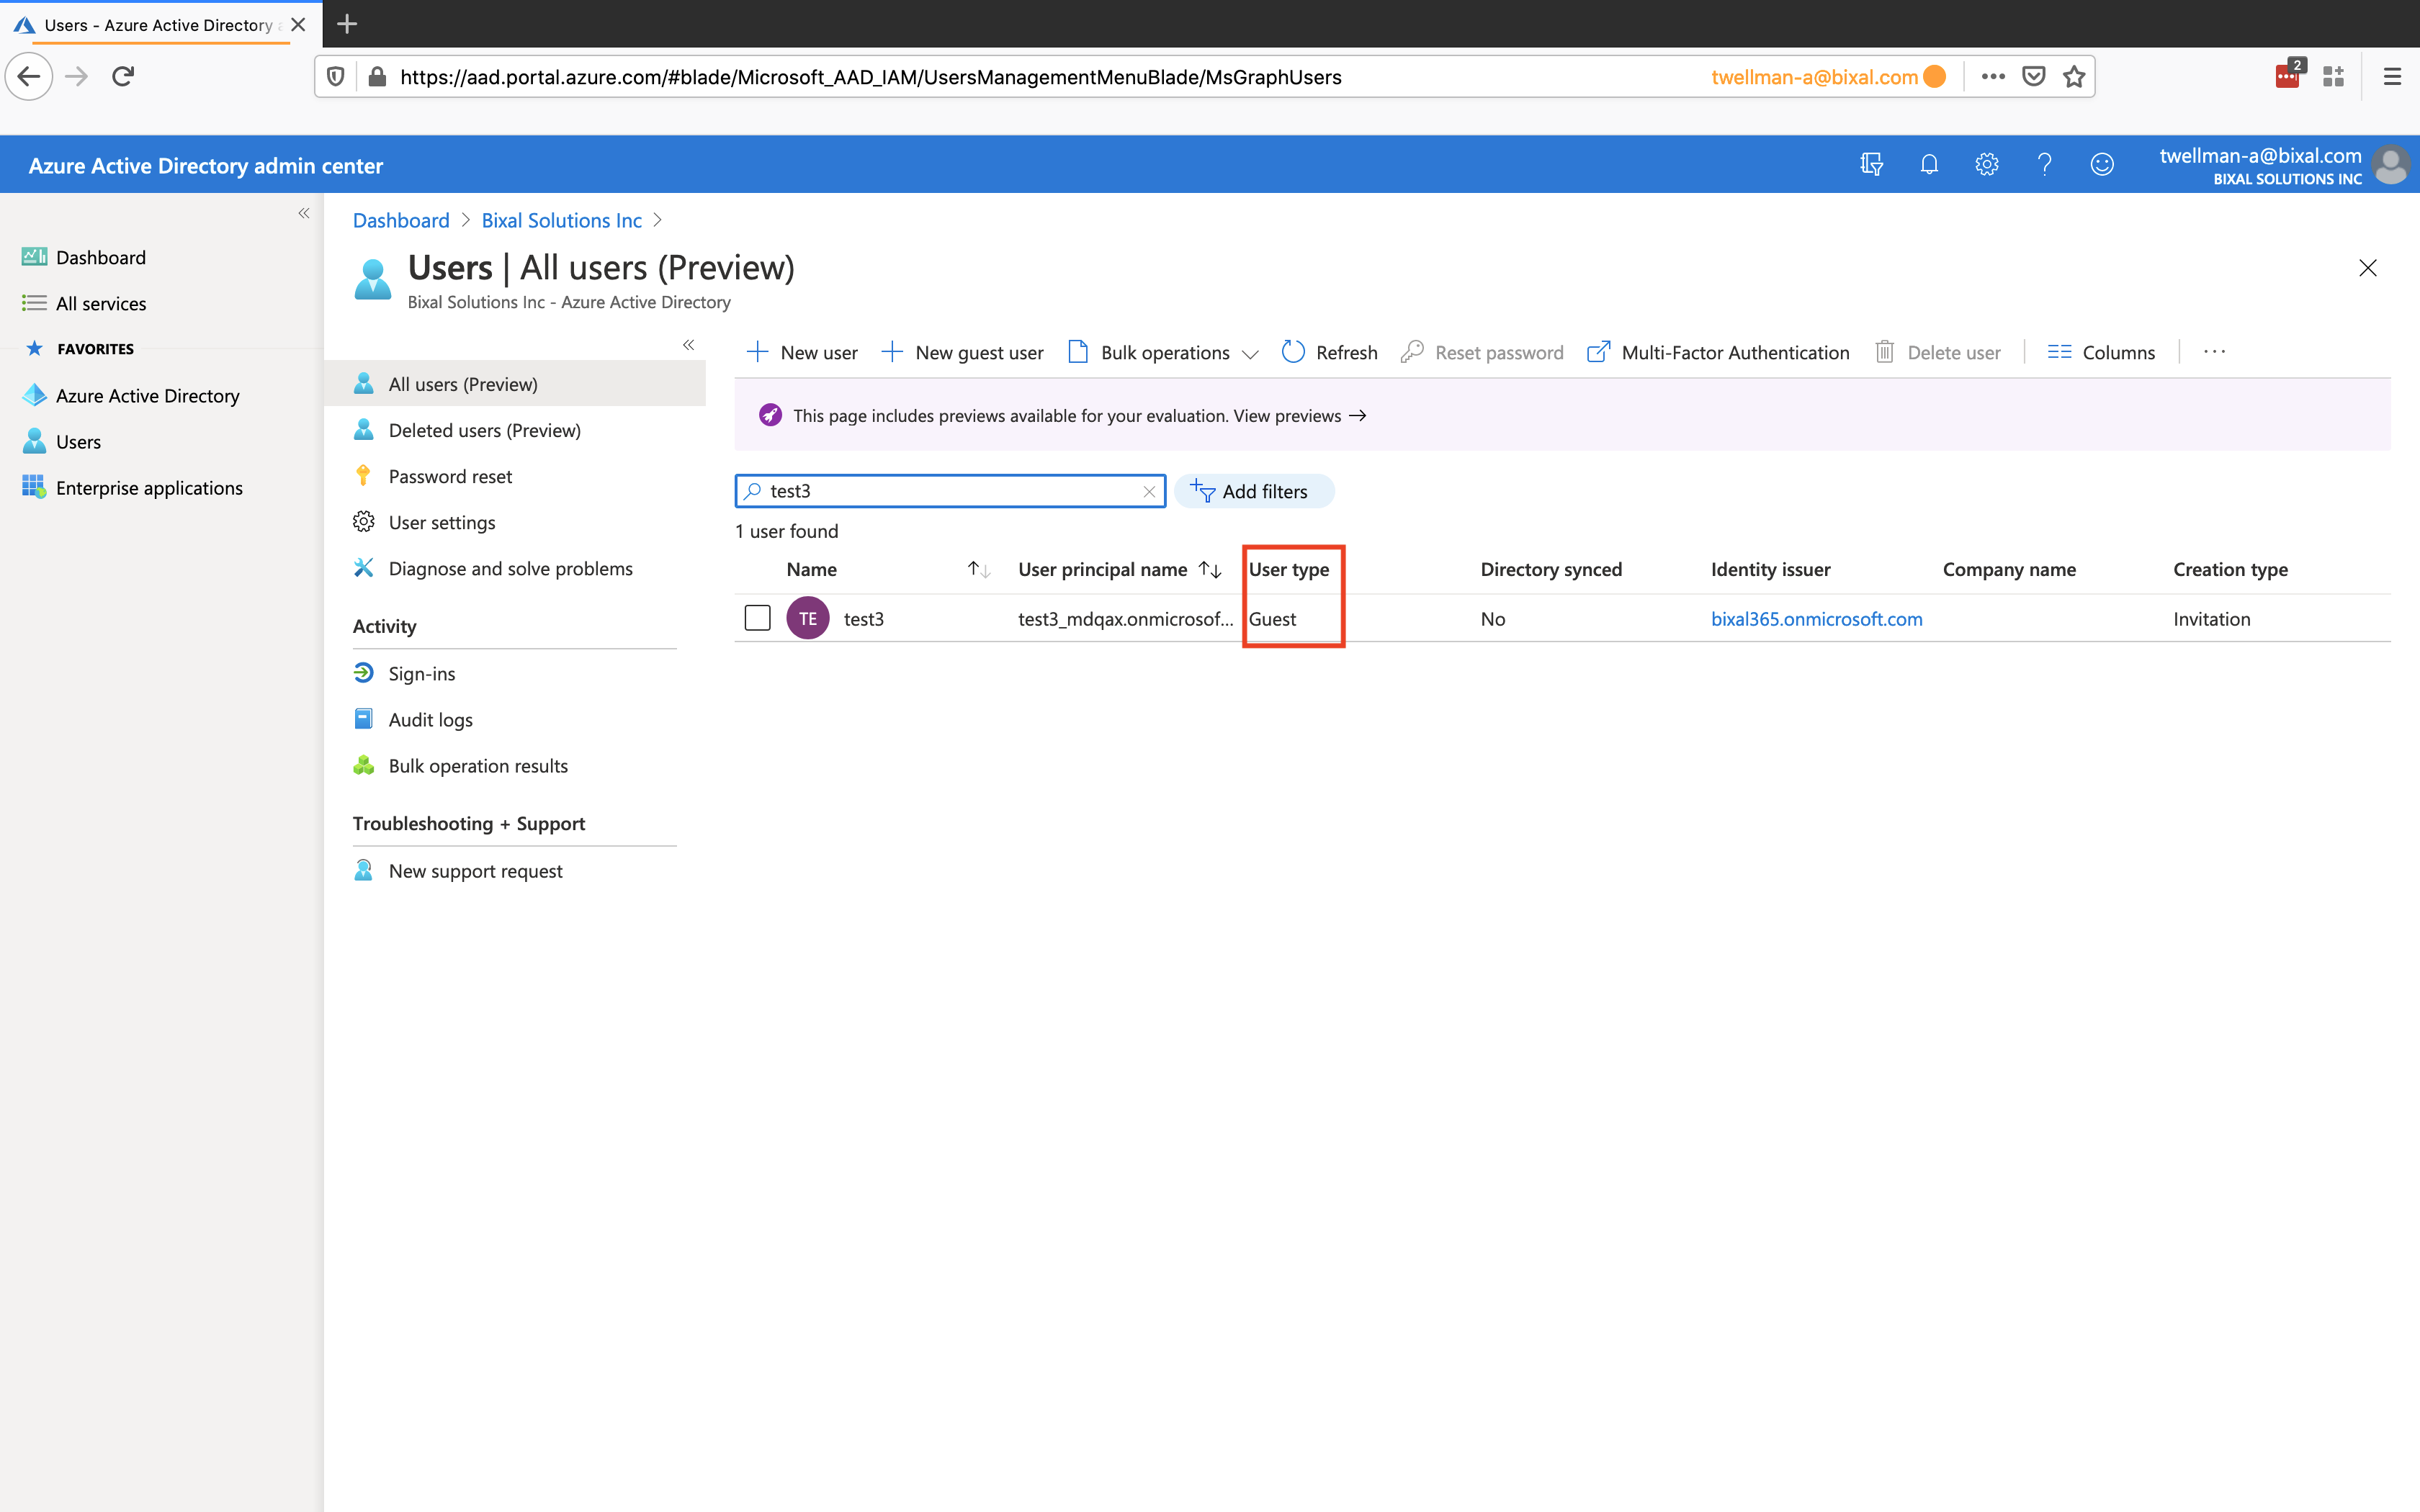 Users - Azure Active Directory
https://aad.portal.azure.com/#blade/Microsoft_AAD_IAM/UsersManagementMenuBlade/MsGraphUsers
twellman-a@bixal.com
2
Azure Active Directory admin center
twellman-a@bixal.com
BIXAL SOLUTIONS INC
Dashboard
All services
FAVORITES
Azure Active Directory
Users
Enterprise applications
Dashboard > Bixal Solutions Inc >
Users | All users (Preview)
Bixal Solutions Inc - Azure Active Directory
All users (Preview)
Deleted users (Preview)
Password reset
User settings
Diagnose and solve problems
Activity
Sign-ins
Audit logs
Bulk operation results
Troubleshooting + Support
New support request
New user New guest user Bulk operations Refresh Reset password Multi-Factor Authentication Delete user Columns ...
This page includes previews available for your evaluation. View previews →
test3
Add filters
1 user found
Name User principal name User type Directory synced Identity issuer Company name Creation type
TE test3 test3_mdqax.onmicrosof... Guest No bixal365.onmicrosoft.com Invitation